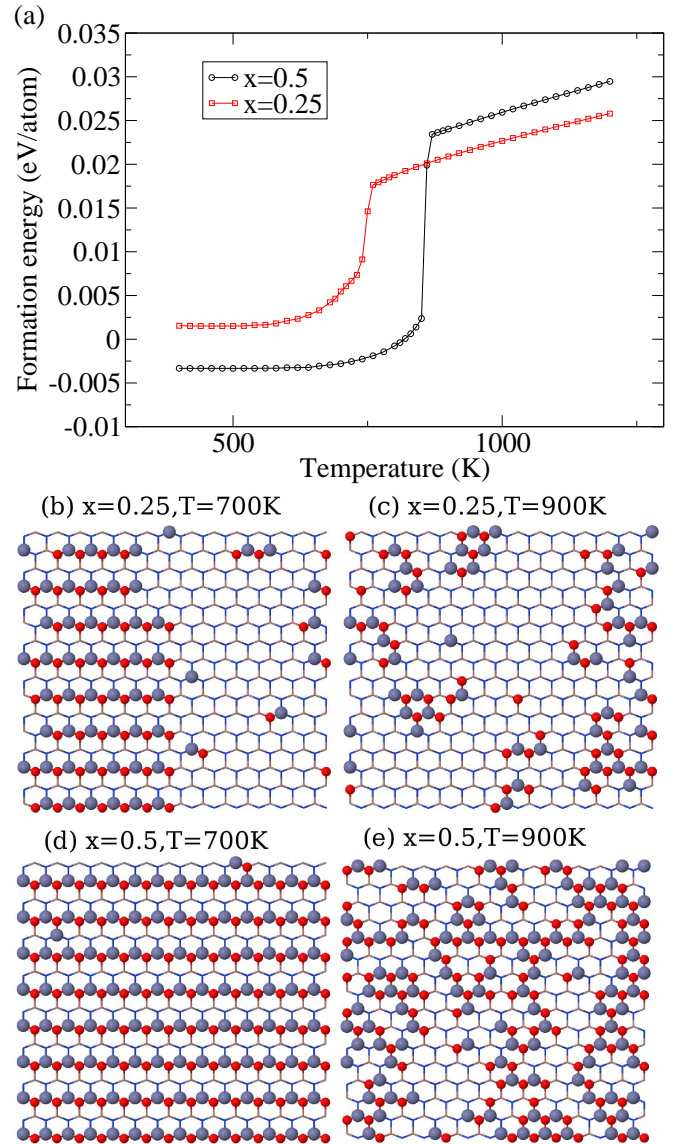 (a)
0.035
0.03
0.025
0.02
0.015
0.01
0.005
0
-0.005
-0.01
Formation energy (eV/atom)
x=0.5
x=0.25
500
1000
Temperature (K)
(b) x=0.25,T=700K
(c) x=0.25,T=900K
(d) x=0.5,T=700K
(e) x=0.5,T=900K